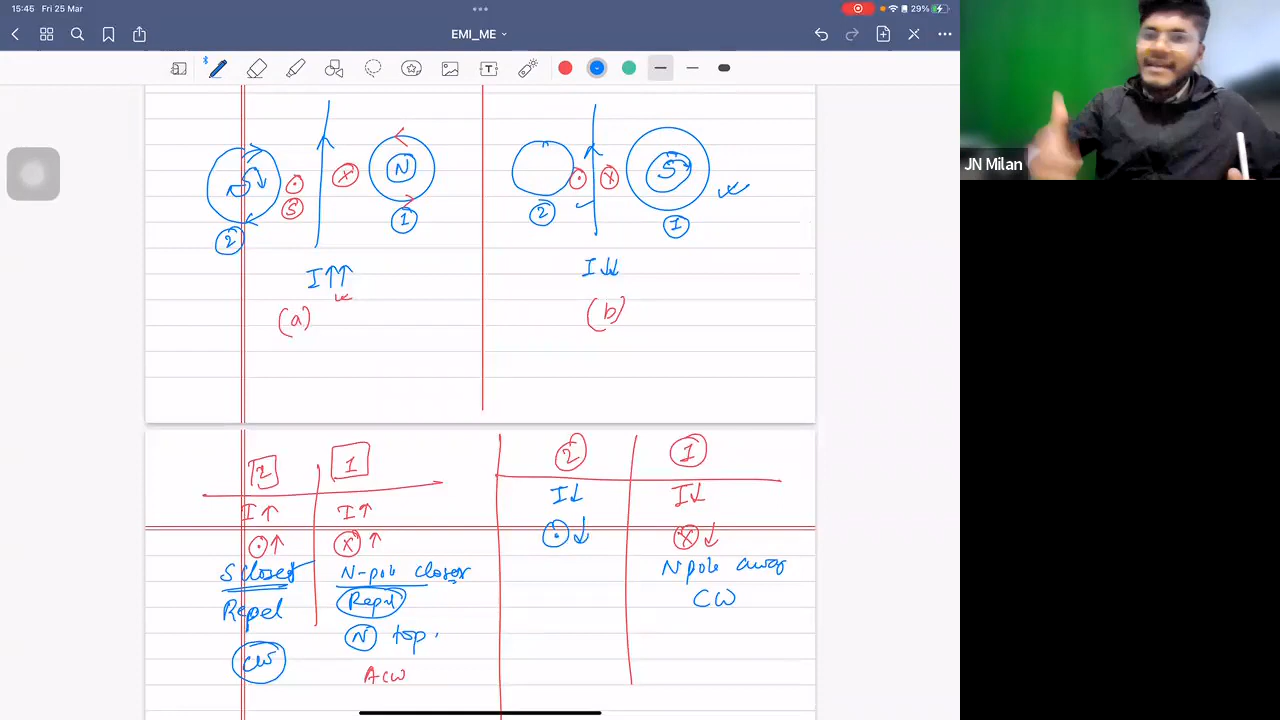 15:45 Fri 25 Mar
29%
EMI_ME
JN Milan
N
S
2
S
1
2
1
I↑↑
I↓↓
(a)
(b)
2 1
I↑ I↑
⊙↑ ⊗↑
S closer N-pole closer
Repel Repel
CW N top.
ACW
2 1
I↓ I↓
⊙↓ ⊗↓
N pole away
CW